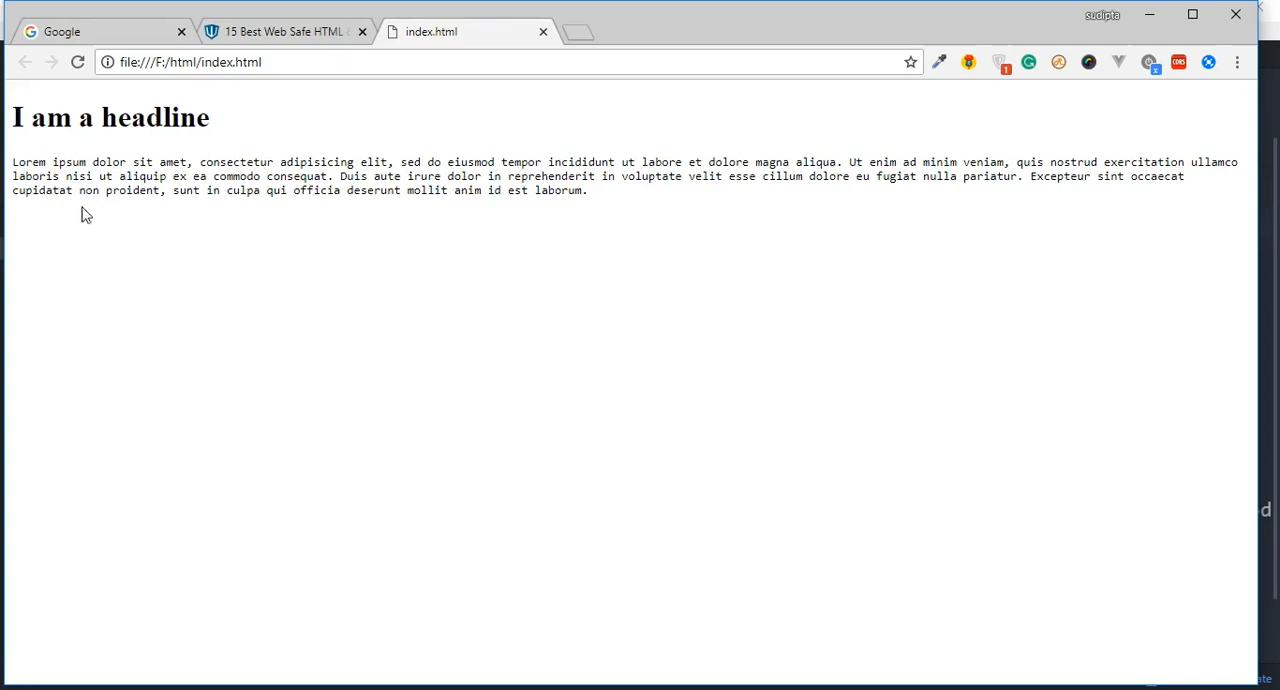 sudipta
Google
15 Best Web Safe HTML
index.html
file:///F:/html/index.html
1
x
CORS
I am a headline
Lorem ipsum dolor sit amet, consectetur adipisicing elit, sed do eiusmod tempor incididunt ut labore et dolore magna aliqua. Ut enim ad minim veniam, quis nostrud exercitation ullamco
laboris nisi ut aliquip ex ea commodo consequat. Duis aute irure dolor in reprehenderit in voluptate velit esse cillum dolore eu fugiat nulla pariatur. Excepteur sint occaecat
cupidatat non proident, sunt in culpa qui officia deserunt mollit anim id est laborum.
d
ate